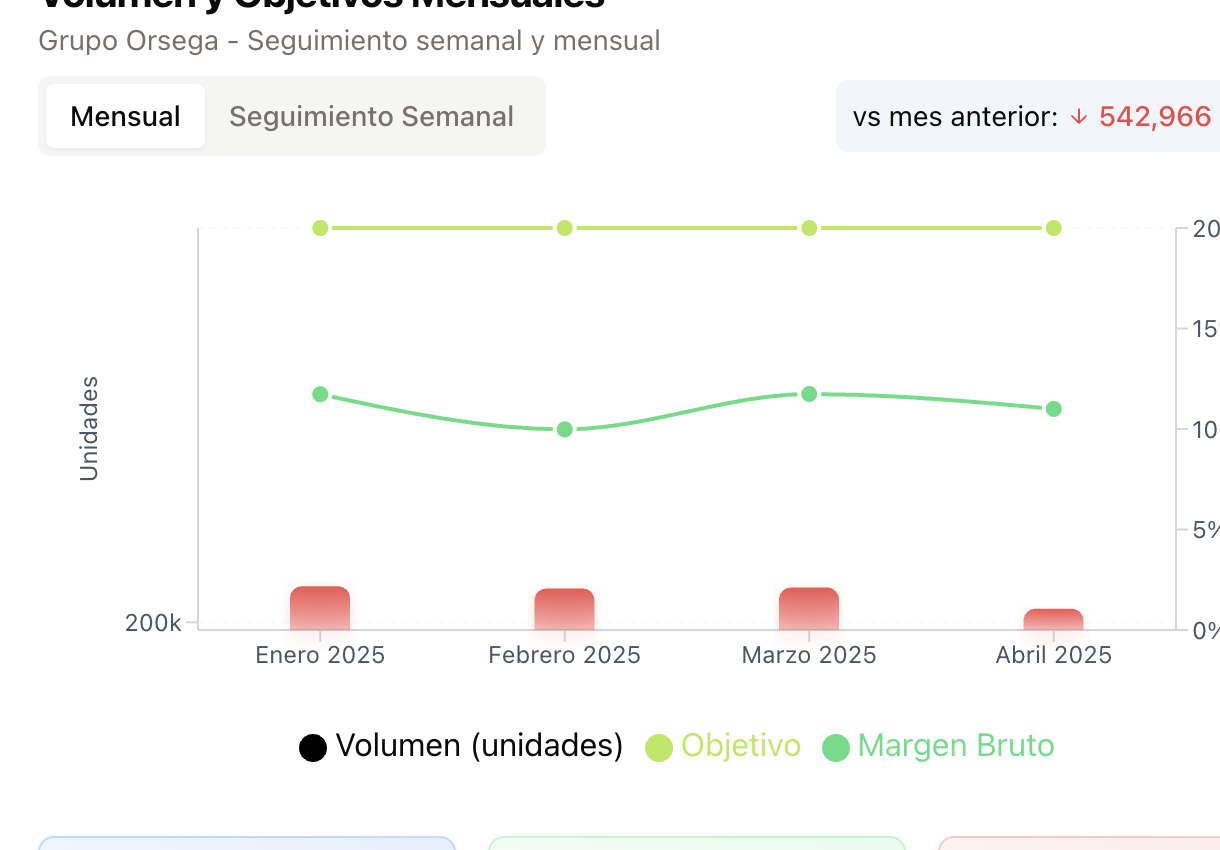 Volumen y Objetivos Mensuales
Grupo Orsega - Seguimiento semanal y mensual
Mensual Seguimiento Semanal vs mes anterior: ↓ 542,966
20
15%
Unidades
10
5%
200k 0%
Enero 2025 Febrero 2025 Marzo 2025 Abril 2025
Volumen (unidades) Objetivo Margen Bruto